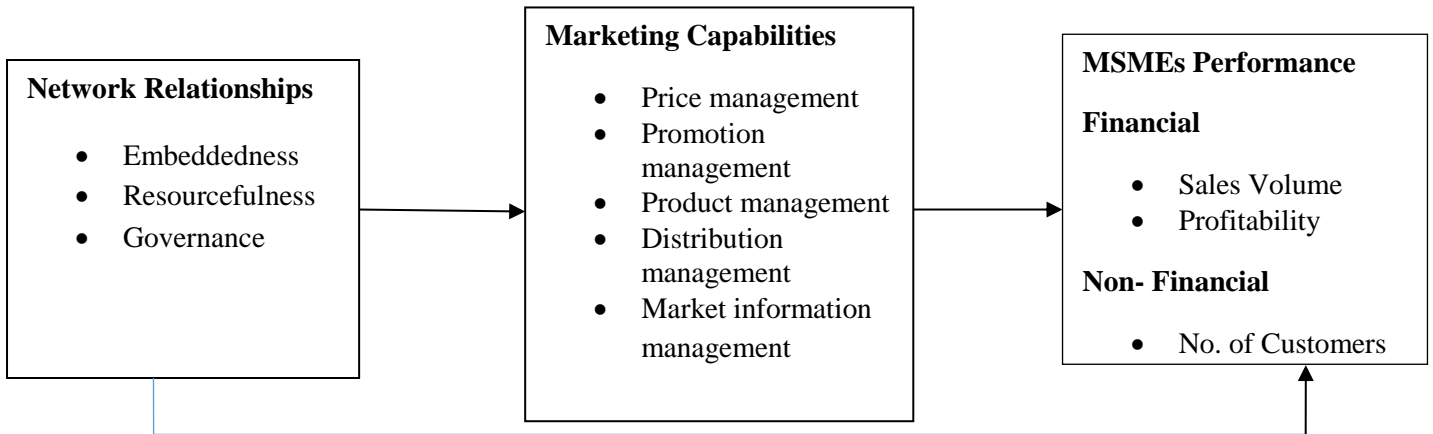 Network Relationships
• Embeddedness
• Resourcefulness
• Governance
Marketing Capabilities
• Price management
• Promotion
management
• Product management
• Distribution
management
• Market information
management
MSMEs Performance
Financial
• Sales Volume
• Profitability
Non- Financial
• No. of Customers